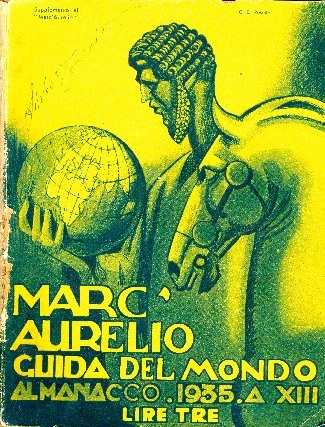 Supplemento al
"Marc'Aurelio"
MARC'
AURELIO
GUIDA DEL MONDO
ALMANACCO.1935.A XIII
LIRE TRE